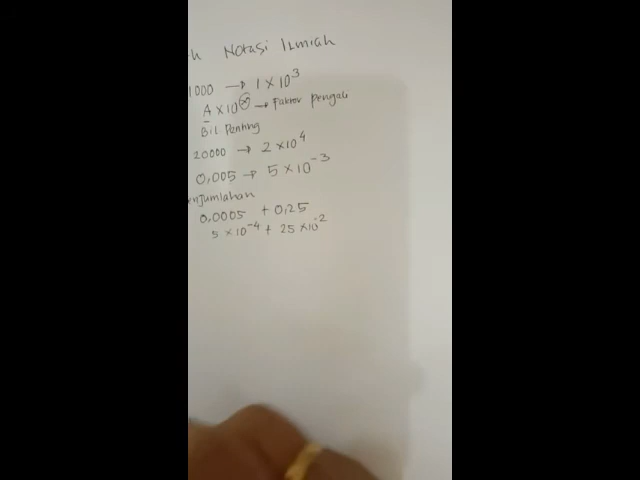 Notasi Ilmiah
1000 → 1 × 10³
A × 10ⁿ → Faktor Pengali
Bil Penting
20000 → 2 × 10⁴
0,005 → 5 × 10⁻³
enjumlahan
0,0005 + 0,25
5 × 10⁻⁴ + 25 × 10⁻²